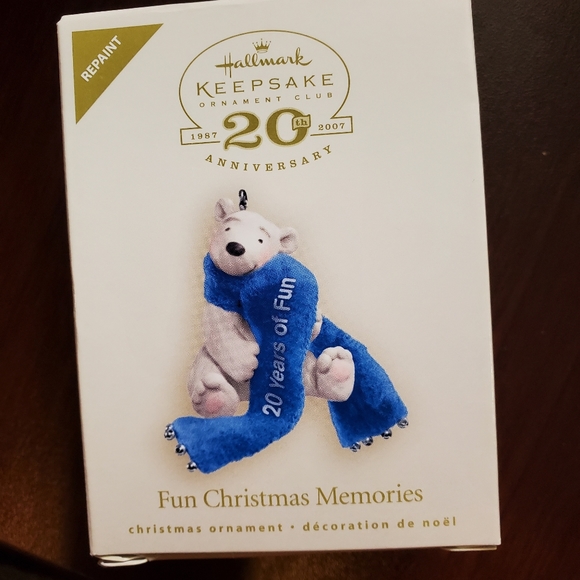 REPAINT
Hallmark
KEEPSAKE
ORNAMENT CLUB
1987 20th 2007
ANNIVERSARY
20 Years of Fun
Fun Christmas Memories
christmas ornament • décoration de noël